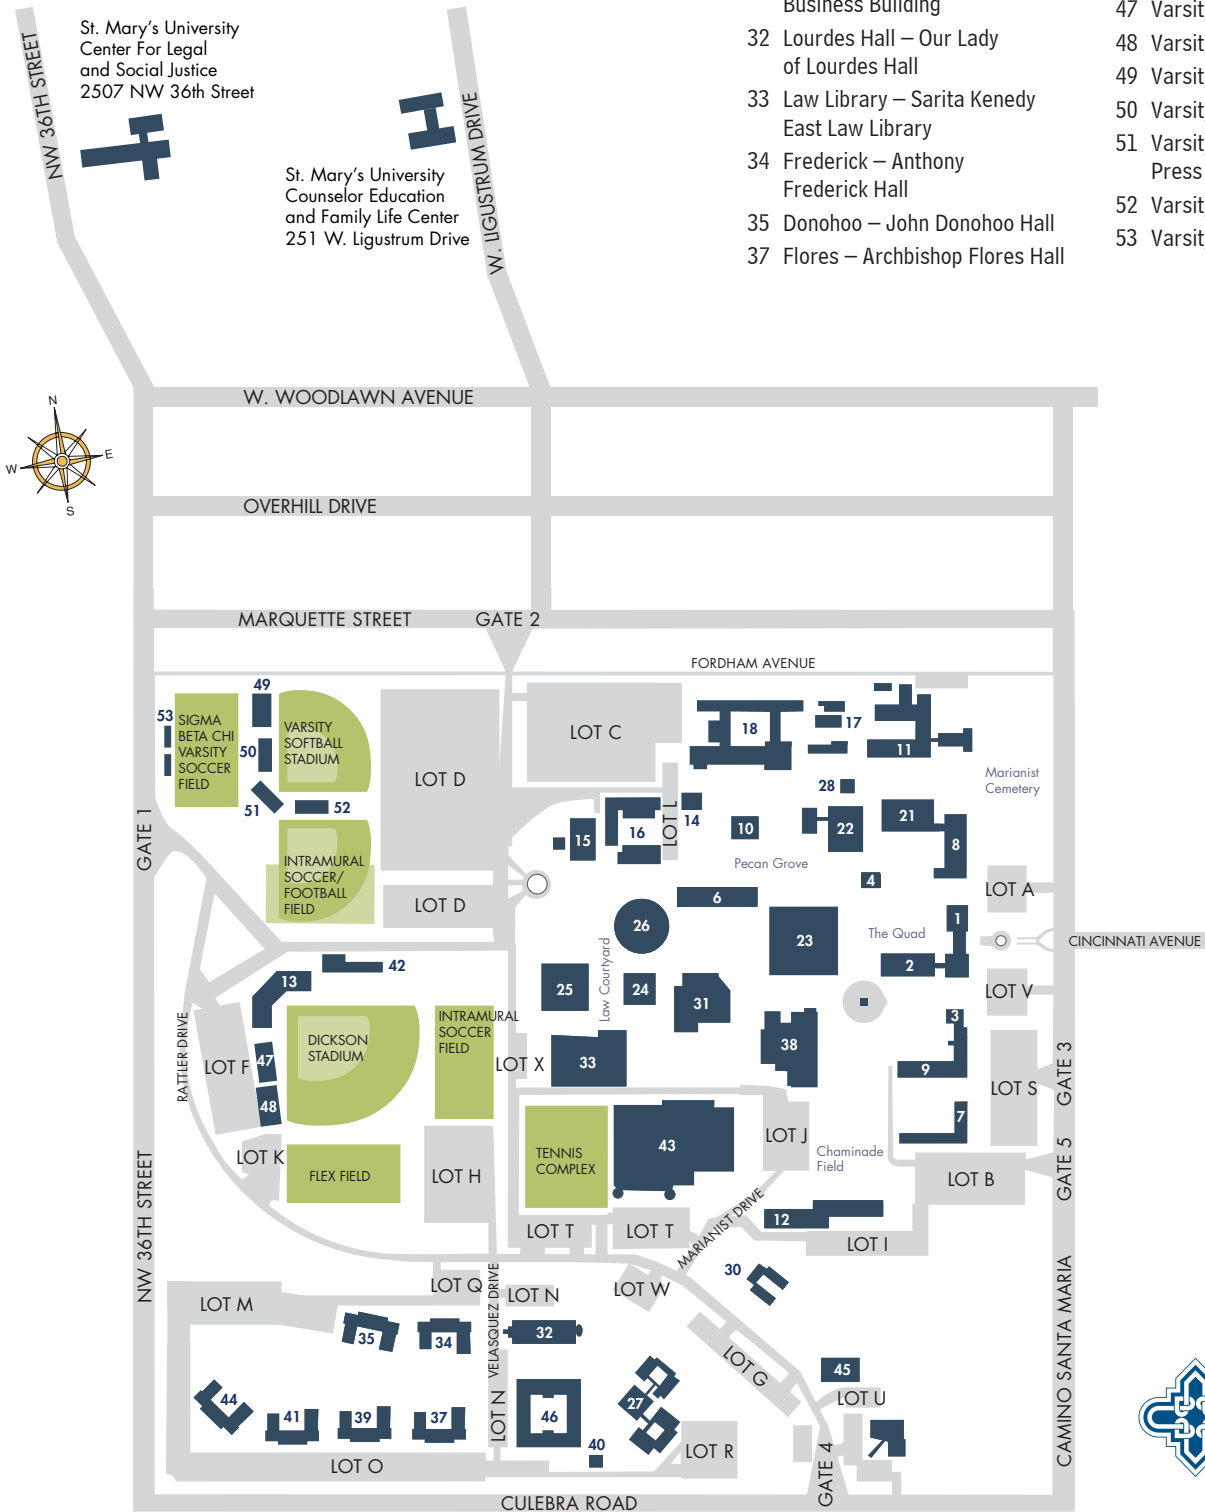 St. Mary's University
Center For Legal
and Social Justice
2507 NW 36th Street
NW 36TH STREET
St. Mary's University
Counselor Education
and Family Life Center
251 W. Ligustrum Drive
W. LIGUSTRUM DRIVE
Business Building
32 Lourdes Hall – Our Lady
of Lourdes Hall
33 Law Library – Sarita Kenedy
East Law Library
34 Frederick – Anthony
Frederick Hall
35 Donohoo – John Donohoo Hall
37 Flores – Archbishop Flores Hall
47 Varsit
48 Varsit
49 Varsit
50 Varsit
51 Varsit
Press
52 Varsit
53 Varsit
N
W
E
S
W. WOODLAWN AVENUE
OVERHILL DRIVE
MARQUETTE STREET
GATE 2
FORDHAM AVENUE
49
53
SIGMA
BETA CHI
VARSITY
SOCCER
FIELD
50
VARSITY
SOFTBALL
STADIUM
51
52
LOT D
LOT C
18
17
11
28
Marianist
Cemetery
GATE 1
INTRAMURAL
SOCCER/
FOOTBALL
FIELD
LOT D
15
16
LOT L
14
10
22
21
8
Pecan Grove
4
LOT A
6
26
23
The Quad
1
2
CINCINNATI AVENUE
42
13
25
Law Courtyard
24
31
LOT V
3
RATTLER DRIVE
LOT F
47
48
DICKSON
STADIUM
INTRAMURAL
SOCCER
FIELD
LOT X
33
38
9
LOT S
GATE 3
7
LOT K
FLEX FIELD
LOT H
TENNIS
COMPLEX
43
LOT J
Chaminade
Field
LOT B
GATE 5
NW 36TH STREET
LOT T
LOT T
MARIANIST DRIVE
12
LOT I
30
LOT M
LOT Q
VELASQUEZ DRIVE
LOT N
LOT W
35
34
32
LOT G
CAMINO SANTA MARIA
44
41
39
37
LOT N
46
27
45
LOT U
40
LOT R
LOT O
GATE 4
CULEBRA ROAD